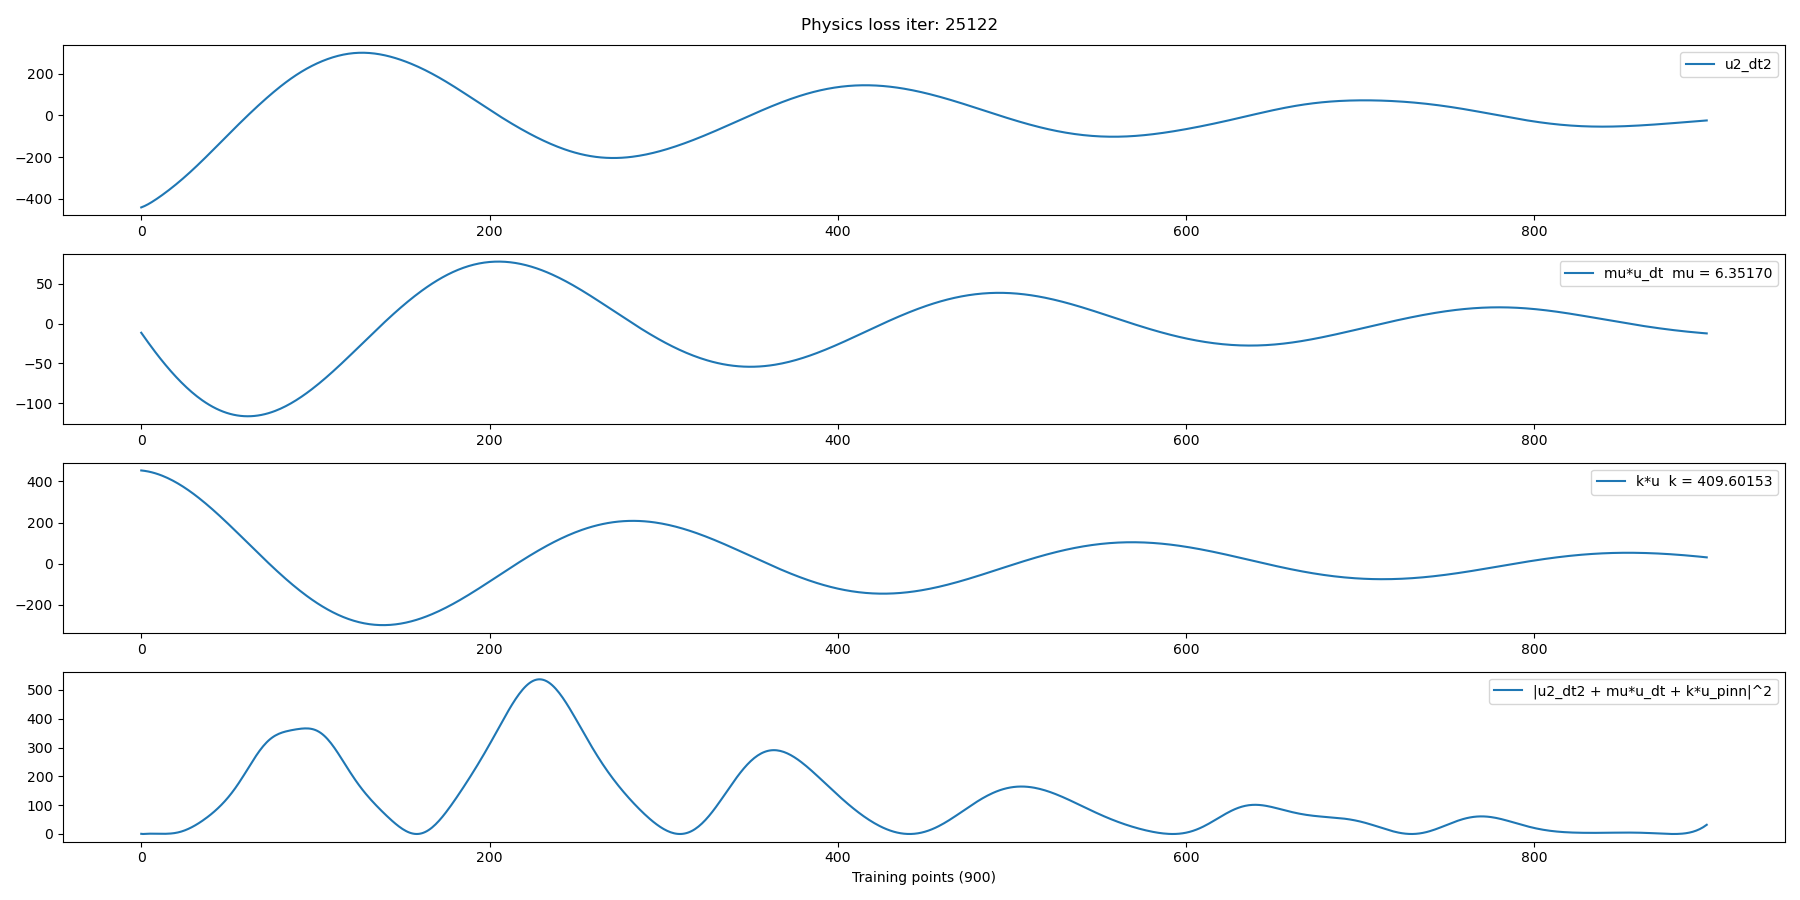 Physics loss iter: 25122
u2_dt2
200
0
−200
−400
0 200 400 600 800
mu*u_dt  mu = 6.35170
50
0
−50
−100
0 200 400 600 800
k*u  k = 409.60153
400
200
0
−200
0 200 400 600 800
|u2_dt2 + mu*u_dt + k*u_pinn|^2
500
400
300
200
100
0
0 200 400 600 800
Training points (900)